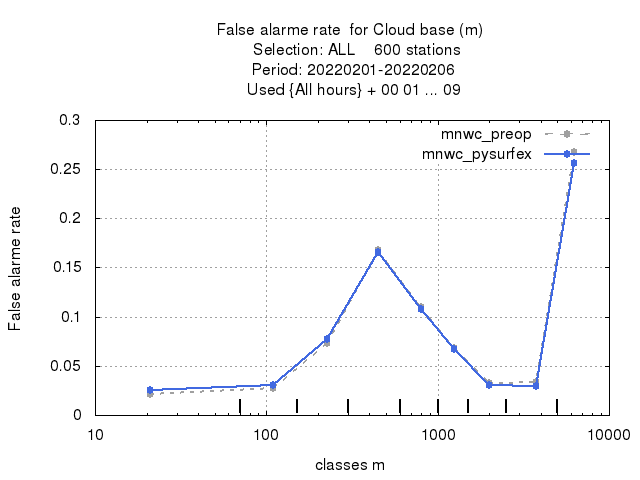 False alarme rate  for Cloud base (m)
Selection: ALL    600 stations
Period: 20220201-20220206
Used {All hours} + 00 01 ... 09
mnwc_preop
mnwc_pysurfex
False alarme rate
0.3
0.25
0.2
0.15
0.1
0.05
0
10
100
1000
10000
classes m